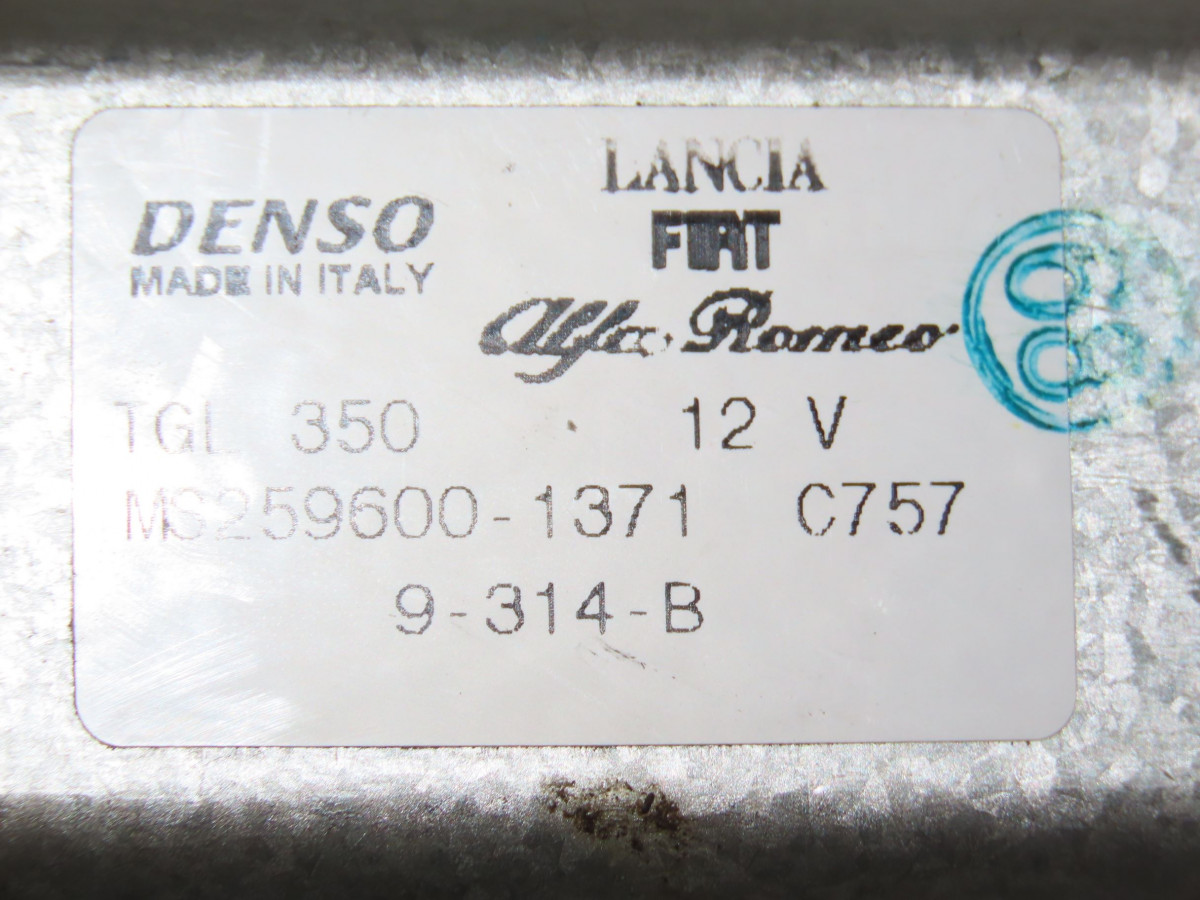 LANCIA
DENSO
FIAT
MADE IN ITALY
Alfa Romeo
TGL 350 12 V
MS259600-1371 C757
9-314-B